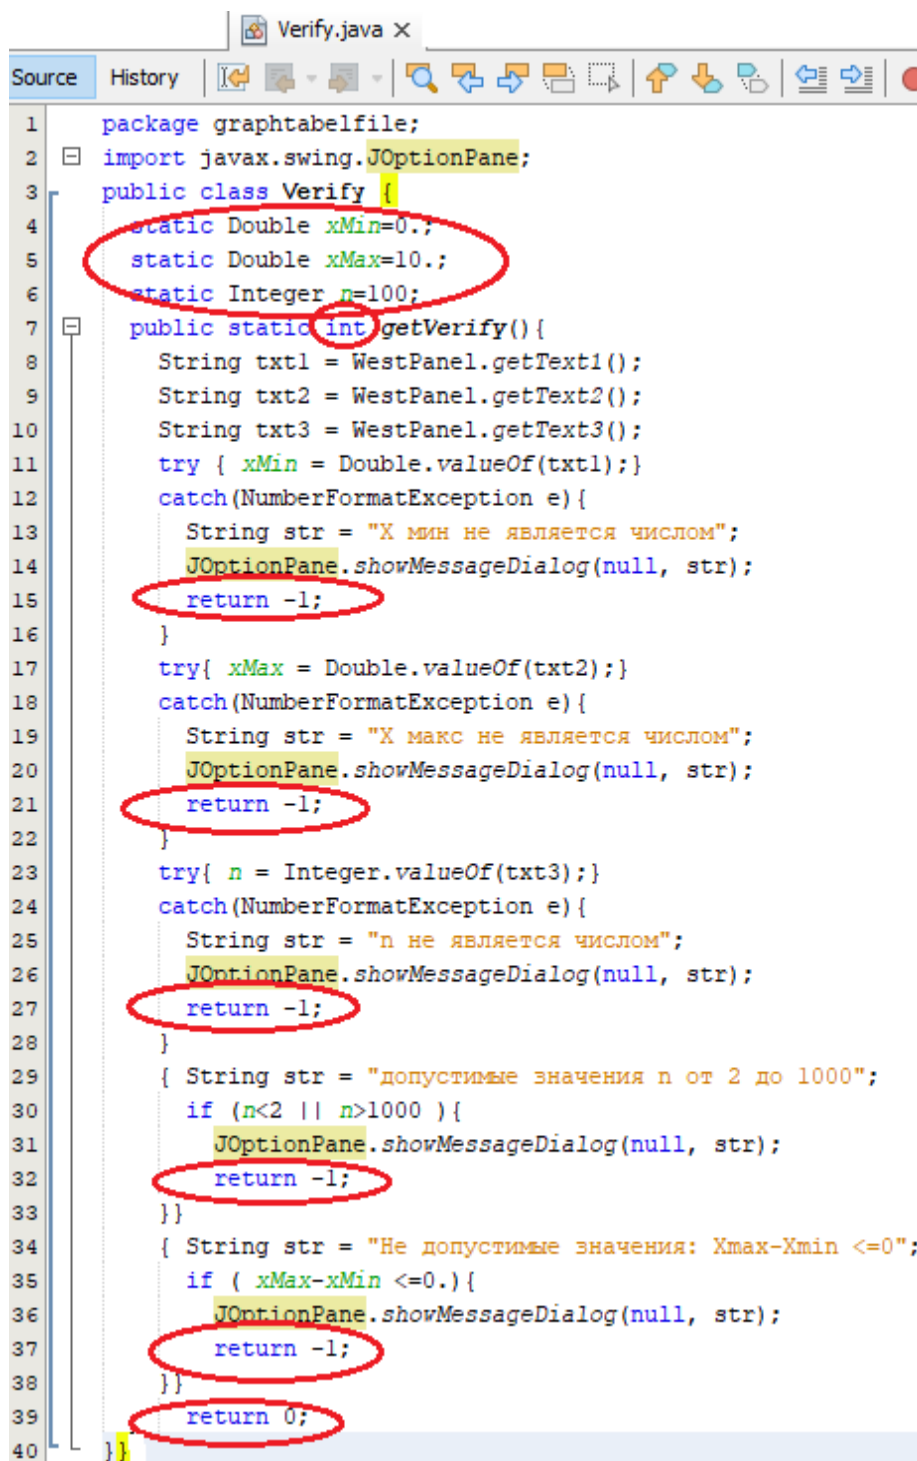 Verify.java ×
Source History
1 package graphtabelfile;
2 import javax.swing.JOptionPane;
3 public class Verify {
4 static Double xMin=0.;
5 static Double xMax=10.;
6 static Integer n=100;
7 public static int getVerify(){
8 String txt1 = WestPanel.getText1();
9 String txt2 = WestPanel.getText2();
10 String txt3 = WestPanel.getText3();
11 try { xMin = Double.valueOf(txt1);}
12 catch(NumberFormatException e){
13 String str = "X мин не является числом";
14 JOptionPane.showMessageDialog(null, str);
15 return -1;
16 }
17 try{ xMax = Double.valueOf(txt2);}
18 catch(NumberFormatException e){
19 String str = "X макс не является числом";
20 JOptionPane.showMessageDialog(null, str);
21 return -1;
22 }
23 try{ n = Integer.valueOf(txt3);}
24 catch(NumberFormatException e){
25 String str = "n не является числом";
26 JOptionPane.showMessageDialog(null, str);
27 return -1;
28 }
29 { String str = "допустимые значения n от 2 до 1000";
30 if (n<2 || n>1000 ){
31 JOptionPane.showMessageDialog(null, str);
32 return -1;
33 }}
34 { String str = "Не допустимые значения: Xmax-Xmin <=0";
35 if ( xMax-xMin <=0.){
36 JOptionPane.showMessageDialog(null, str);
37 return -1;
38 }}
39 return 0;
40 }}